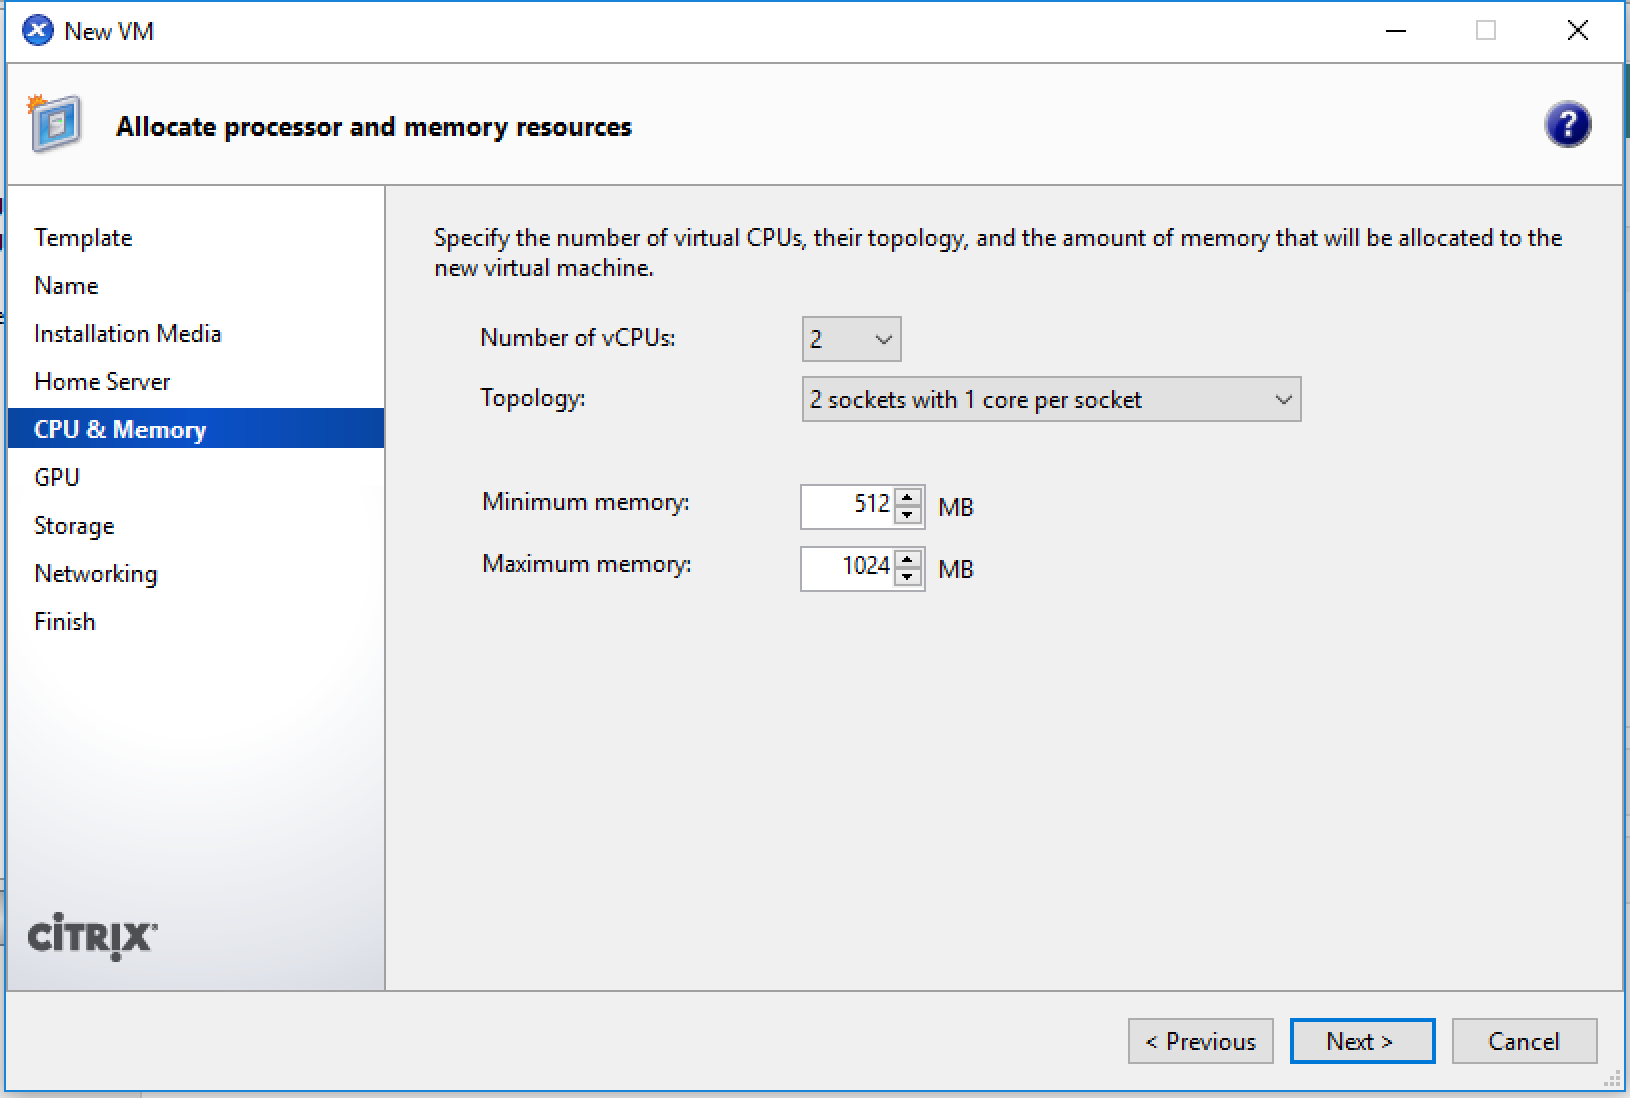 New VM
Allocate processor and memory resources
?
Template
Name
Installation Media
Home Server
CPU & Memory
GPU
Storage
Networking
Finish
CİTRIX®
Specify the number of virtual CPUs, their topology, and the amount of memory that will be allocated to the
new virtual machine.
Number of vCPUs: 2
Topology: 2 sockets with 1 core per socket
Minimum memory: 512 MB
Maximum memory: 1024 MB
< Previous Next > Cancel